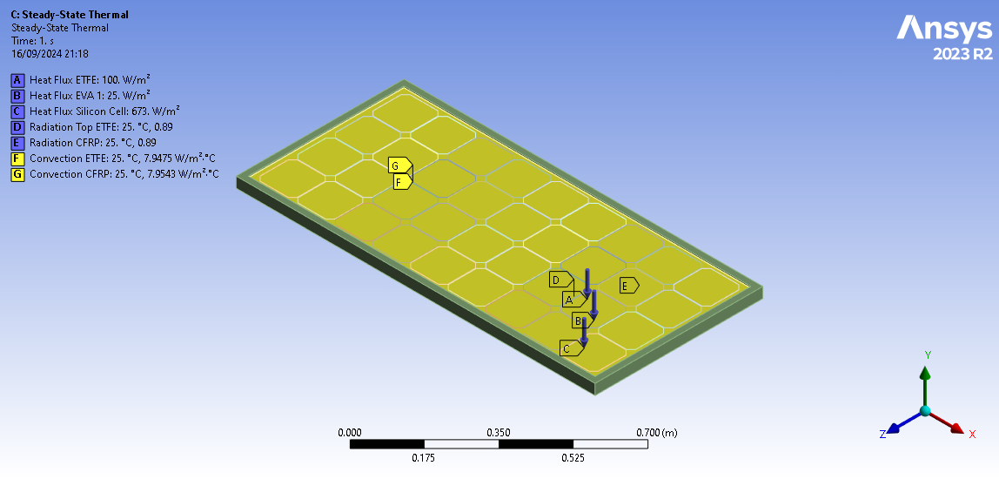 C: Steady-State Thermal
Steady-State Thermal
Time: 1. s
16/09/2024 21:18
A Heat Flux ETFE: 100. W/m²
B Heat Flux EVA 1: 25. W/m²
C Heat Flux Silicon Cell: 673. W/m²
D Radiation Top ETFE: 25. °C, 0.89
E Radiation CFRP: 25. °C, 0.89
F Convection ETFE: 25. °C, 7.9475 W/m²·°C
G Convection CFRP: 25. °C, 7.9543 W/m²·°C
Ansys
2023 R2
G
F
D
E
A
B
C
Y
Z
X
0.000 0.350 0.700 (m)
0.175 0.525